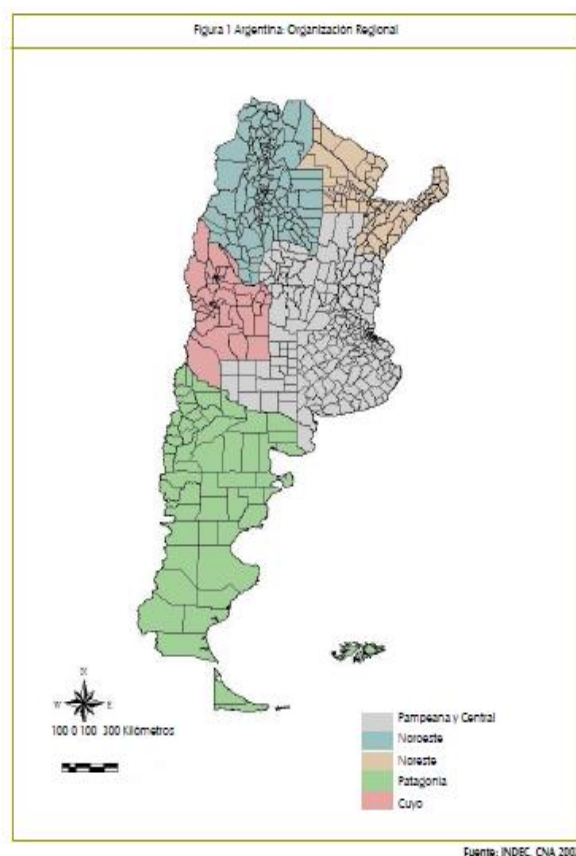 Figura 1 Argentina: Organización Regional
N
W E
S
100 0 100 300 Kilómetros
Pampeana y Central
Noroeste
Noreste
Patagonia
Cuyo
Fuente: INDEC, CNA 2002